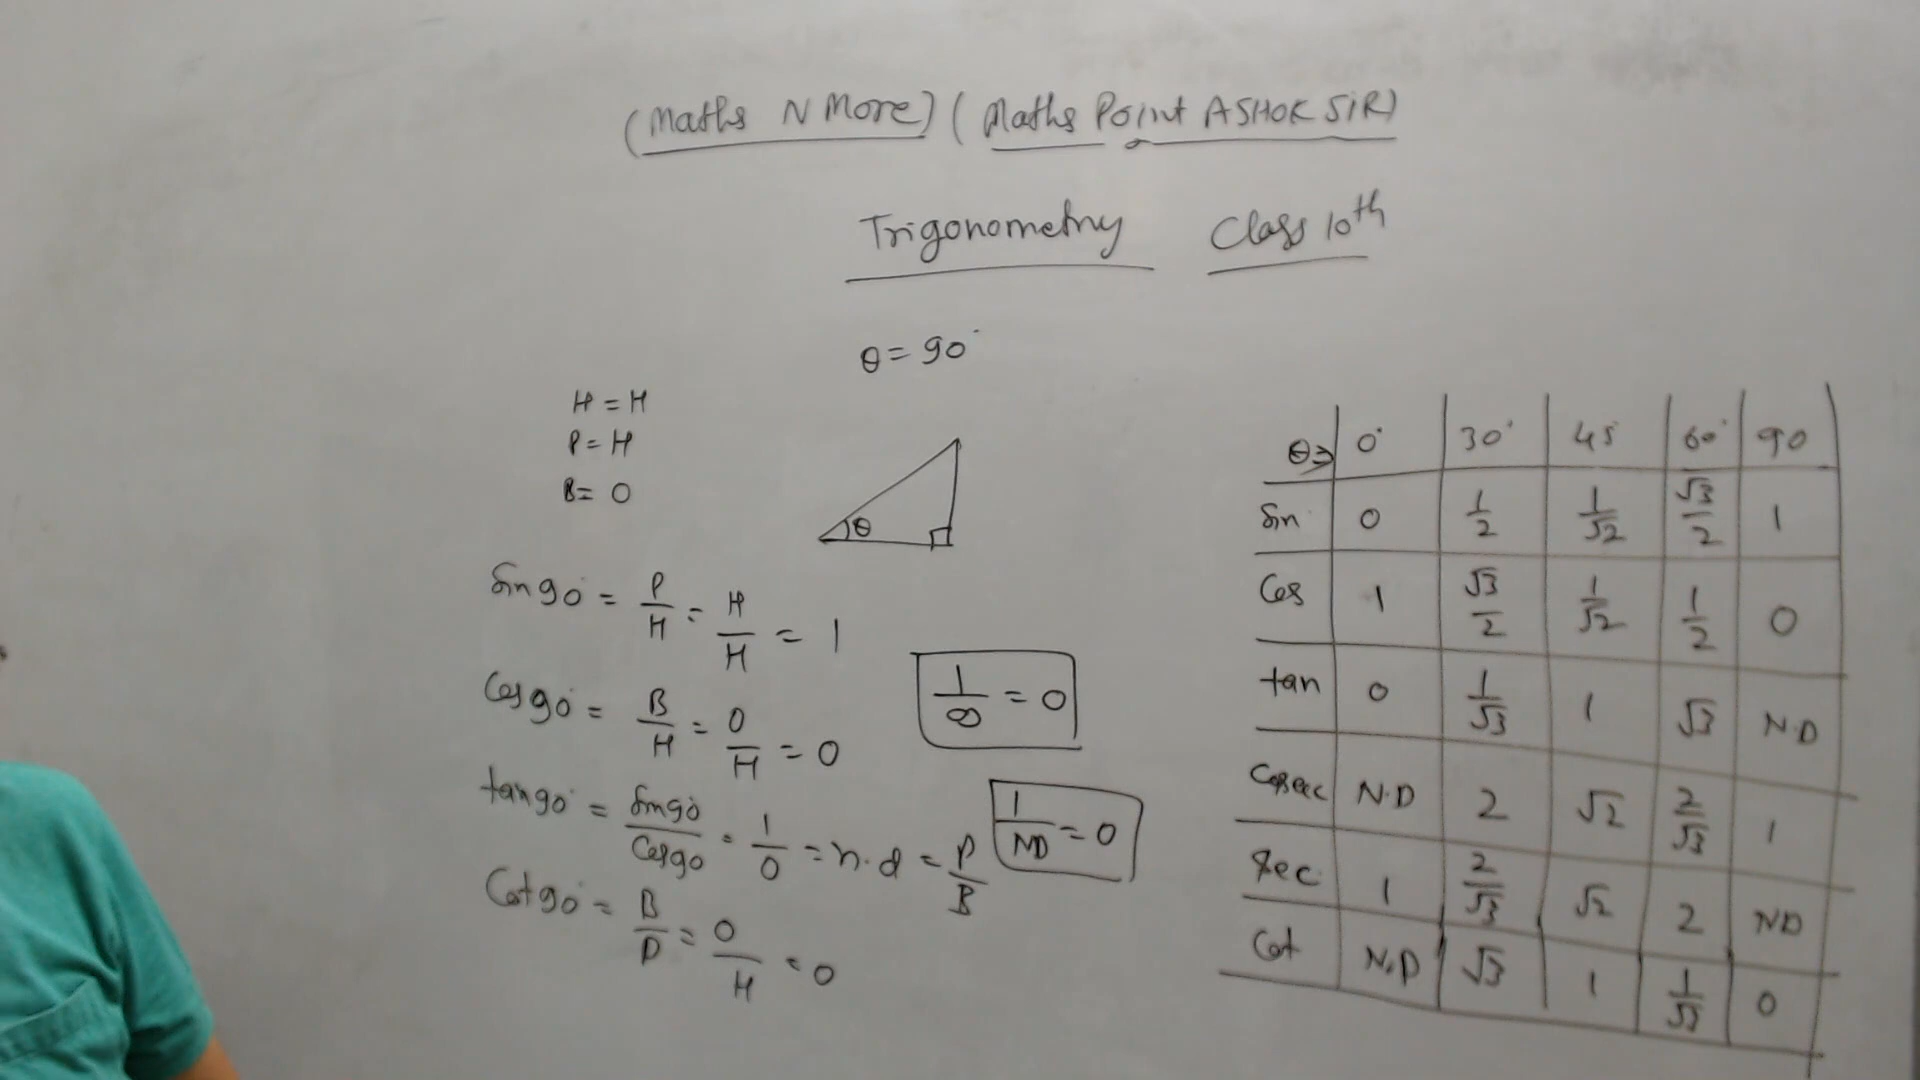 (Maths N More) (Maths Point ASHOK SIR)
Trigonometry Class 10th
θ = 90°
H = H
P = H
B = 0
θ
Sin 90° = P/H = H/H = 1
Cos 90° = B/H = 0/H = 0
tan 90° = Sin 90°/Cos 90 = 1/0 = n.d = P/B
Cot 90° = B/P = 0/H = 0
1/∞ = 0
1/ND = 0
θ⇒ 0° 30° 45 60° 90
Sin 0 1/2 1/√2 √3/2 1
Cos 1 √3/2 1/√2 1/2 0
tan 0 1/√3 1 √3 N.D
Cosec N.D 2 √2 2/√3 1
Sec 1 2/√3 √2 2 ND
Cot N.D √3 1 1/√3 0